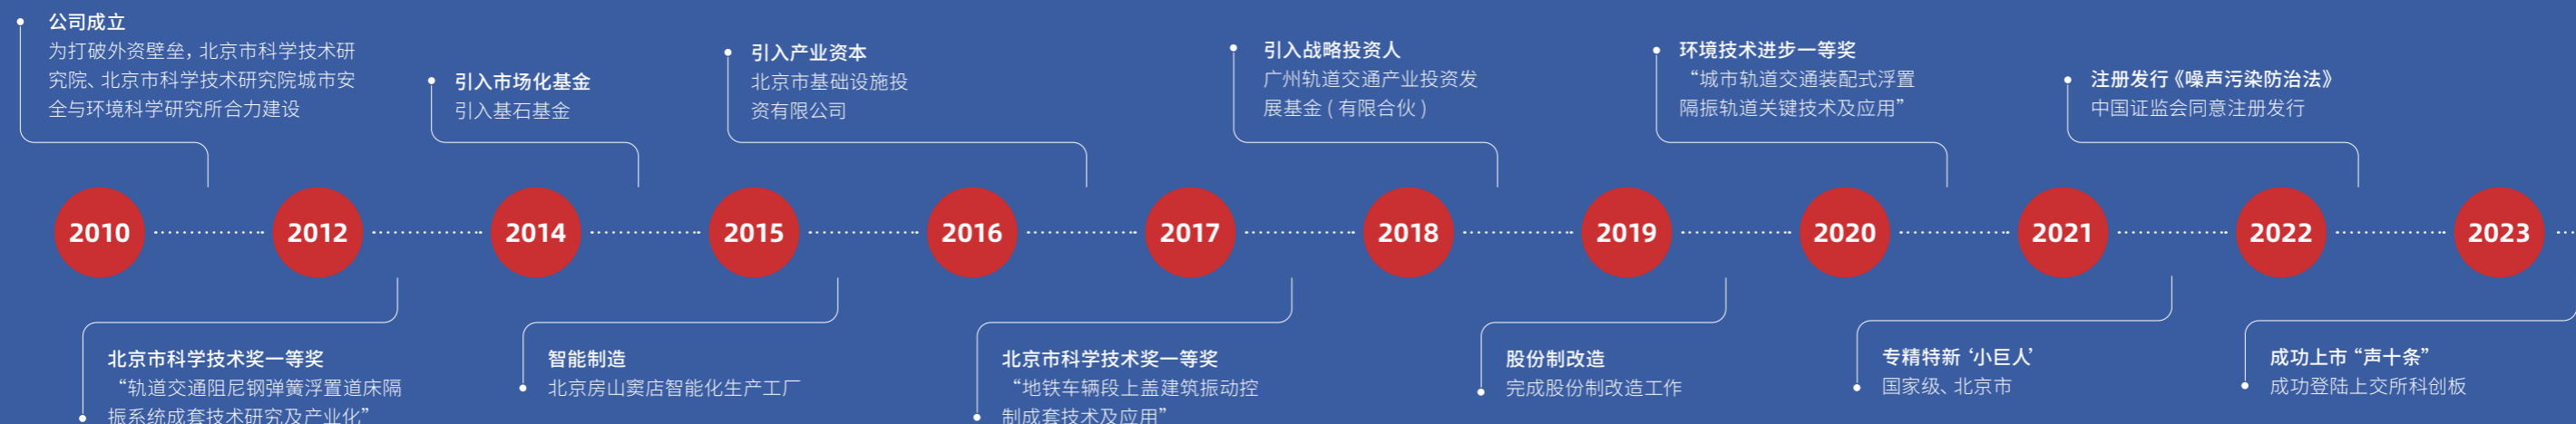 公司成立
为打破外资壁垒，北京市科学技术研
究院、北京市科学技术研究院城市安
全与环境科学研究所合力建设
引入市场化基金
引入基石基金
引入产业资本
北京市基础设施投
资有限公司
引入战略投资人
广州轨道交通产业投资发
展基金（有限合伙）
环境技术进步一等奖
“城市轨道交通装配式浮置
隔振轨道关键技术及应用”
注册发行《噪声污染防治法》
中国证监会同意注册发行
2010
2012
2014
2015
2016
2017
2018
2019
2020
2021
2022
2023
北京市科学技术奖一等奖
“轨道交通阻尼钢弹簧浮置道床隔
振系统成套技术研究及产业化”
智能制造
北京房山窦店智能化生产工厂
北京市科学技术奖一等奖
“地铁车辆段上盖建筑振动控
制成套技术及应用”
股份制改造
完成股份制改造工作
专精特新‘小巨人’
国家级、北京市
成功上市“声十条”
成功登陆上交所科创板